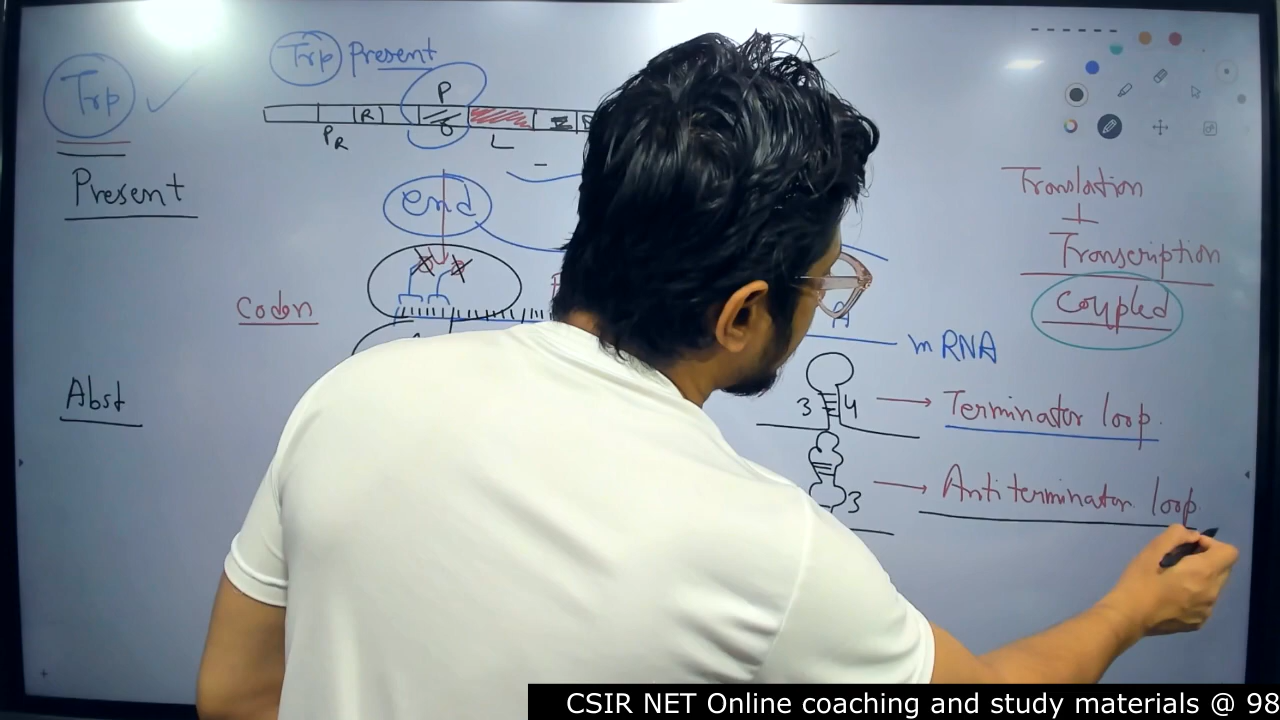 Trp
Trp Present
P
R
O
P R
L
Present
end
Translation
+
Transcription
Coupled
Codon
A
mRNA
Abst
3 4
Terminator loop
3
Antiterminator loop
CSIR NET Online coaching and study materials @ 98